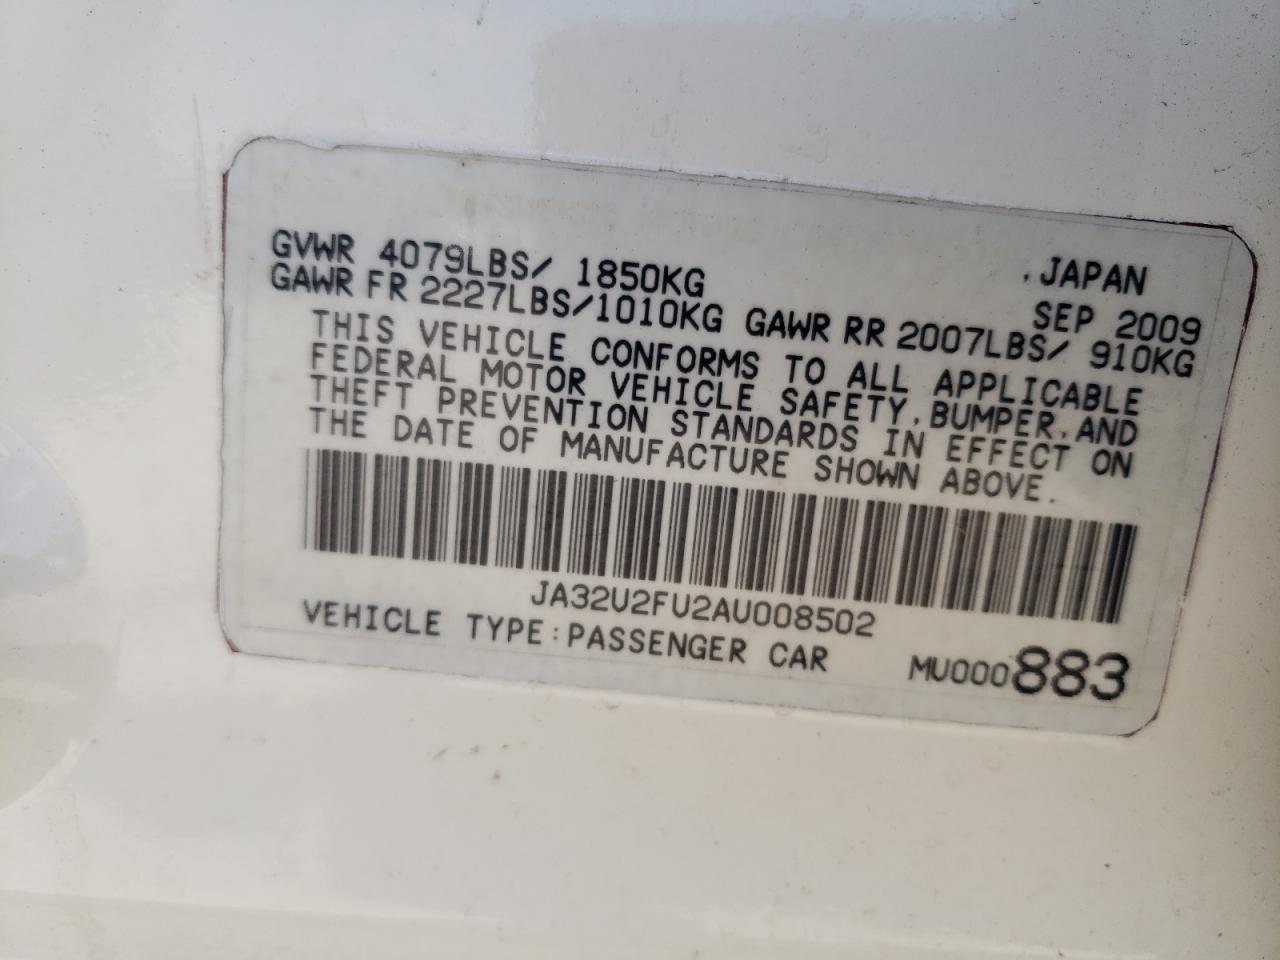 GVWR 4079LBS/ 1850KG .JAPAN
SEP 2009
GAWR FR 2227LBS/1010KG GAWR RR 2007LBS/ 910KG
THIS VEHICLE CONFORMS TO ALL APPLICABLE
FEDERAL MOTOR VEHICLE SAFETY,BUMPER,AND
THEFT PREVENTION STANDARDS IN EFFECT ON
THE DATE OF MANUFACTURE SHOWN ABOVE.
JA32U2FU2AU008502
VEHICLE TYPE:PASSENGER CAR
MU000883